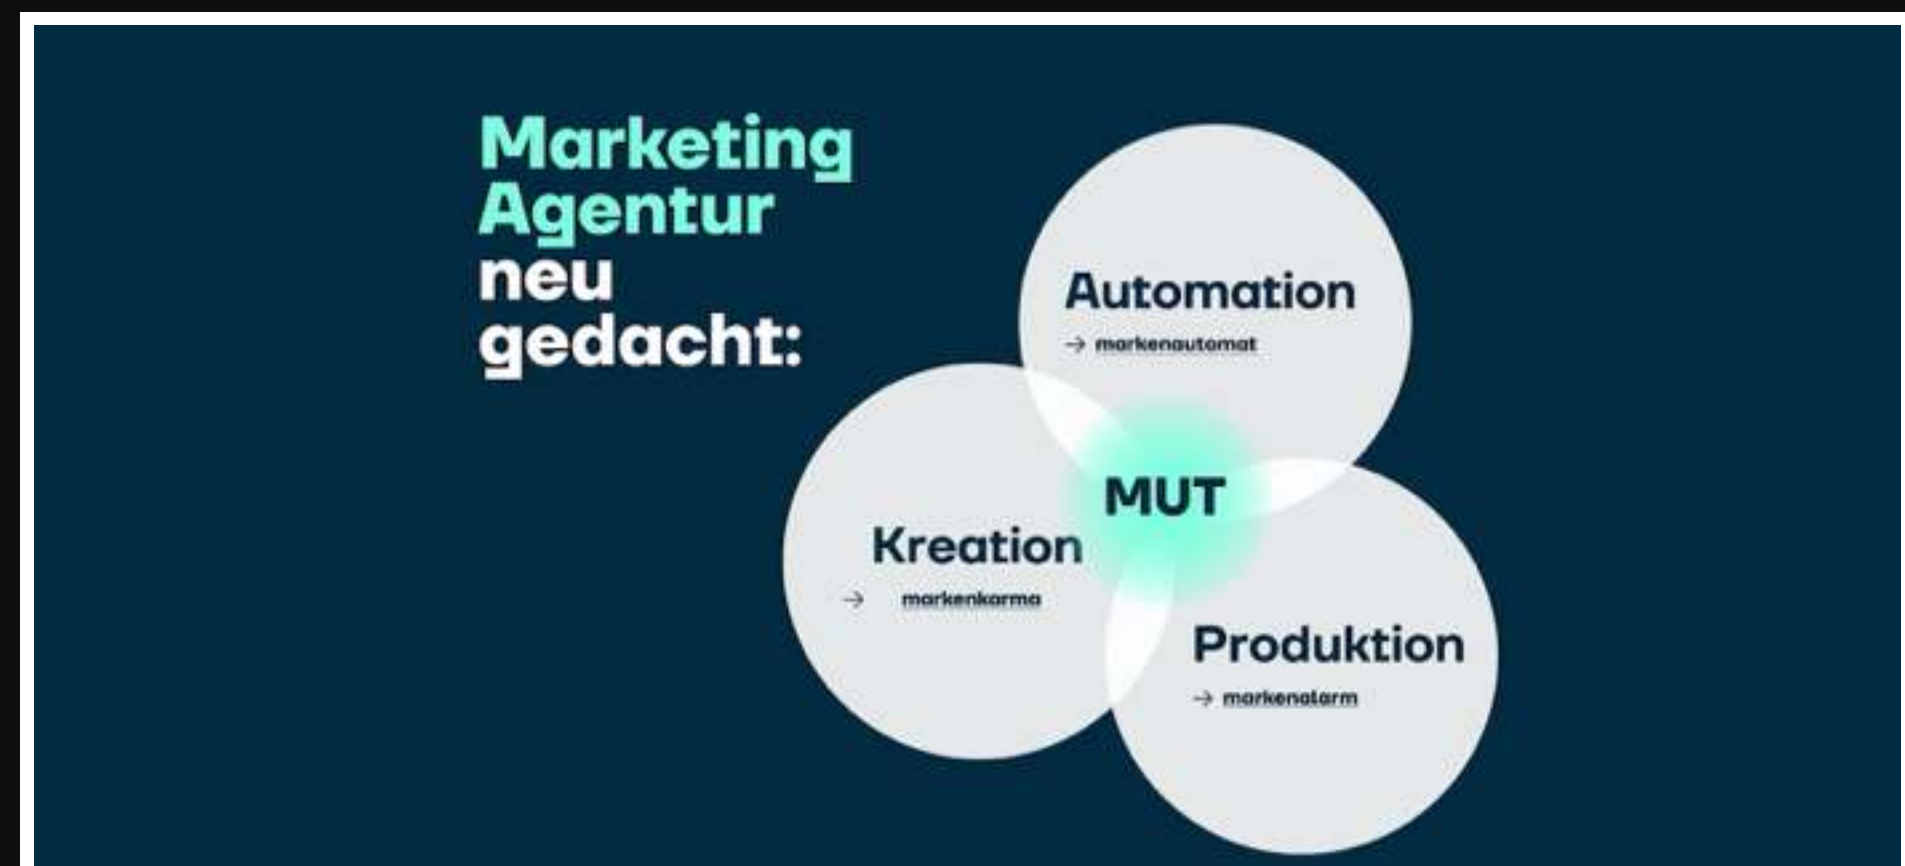 Marketing
Agentur
neu
gedacht:
Automation
→ markenautomat
MUT
Kreation
→ markenkarma
Produktion
→ markenalarm